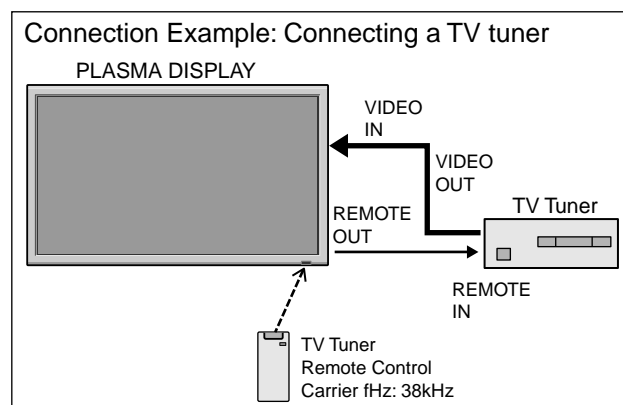 Connection Example: Connecting a TV tuner
PLASMA DISPLAY
VIDEO
IN
VIDEO
OUT
TV Tuner
REMOTE
OUT
REMOTE
IN
TV Tuner
Remote Control
Carrier fHz: 38kHz